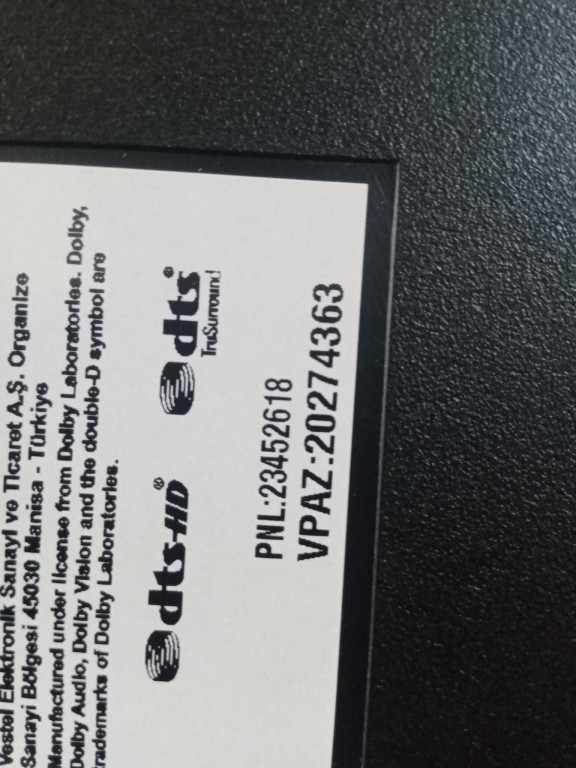 Vestel Elektronik Sanayi ve Ticaret A.Ş. Organize
Sanayi Bölgesi 45030 Manisa - Türkiye
Manufactured under license from Dolby Laboratories. Dolby,
Dolby Audio, Dolby Vision and the double-D symbol are
trademarks of Dolby Laboratories.
dts-HD®
dts®
TruSurround
PNL:23452618
VPAZ:20274363